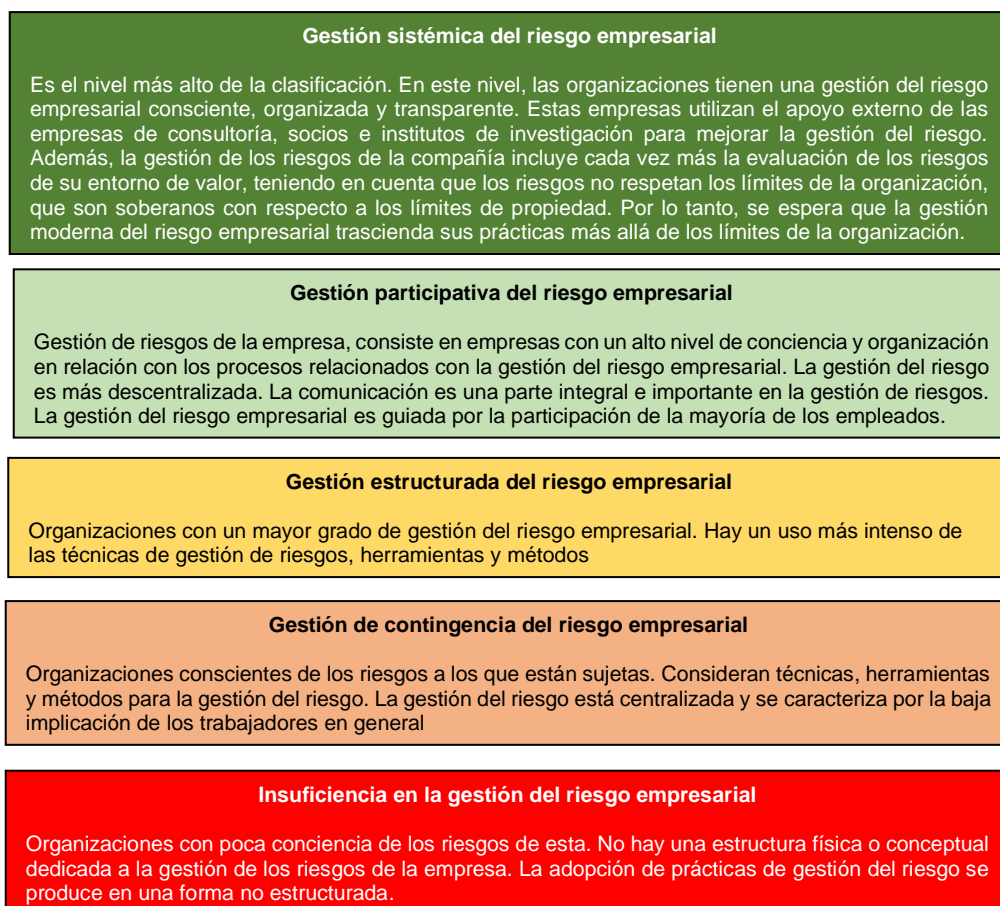 Gestión sistémica del riesgo empresarial
Es el nivel más alto de la clasificación. En este nivel, las organizaciones tienen una gestión del riesgo
empresarial consciente, organizada y transparente. Estas empresas utilizan el apoyo externo de las
empresas de consultoría, socios e institutos de investigación para mejorar la gestión del riesgo.
Además, la gestión de los riesgos de la compañía incluye cada vez más la evaluación de los riesgos
de su entorno de valor, teniendo en cuenta que los riesgos no respetan los límites de la organización,
que son soberanos con respecto a los límites de propiedad. Por lo tanto, se espera que la gestión
moderna del riesgo empresarial trascienda sus prácticas más allá de los límites de la organización.
Gestión participativa del riesgo empresarial
Gestión de riesgos de la empresa, consiste en empresas con un alto nivel de conciencia y organización
en relación con los procesos relacionados con la gestión del riesgo empresarial. La gestión del riesgo
es más descentralizada. La comunicación es una parte integral e importante en la gestión de riesgos.
La gestión del riesgo empresarial es guiada por la participación de la mayoría de los empleados.
Gestión estructurada del riesgo empresarial
Organizaciones con un mayor grado de gestión del riesgo empresarial. Hay un uso más intenso de
las técnicas de gestión de riesgos, herramientas y métodos
Gestión de contingencia del riesgo empresarial
Organizaciones conscientes de los riesgos a los que están sujetas. Consideran técnicas, herramientas
y métodos para la gestión del riesgo. La gestión del riesgo está centralizada y se caracteriza por la baja
implicación de los trabajadores en general
Insuficiencia en la gestión del riesgo empresarial
Organizaciones con poca conciencia de los riesgos de esta. No hay una estructura física o conceptual
dedicada a la gestión de los riesgos de la empresa. La adopción de prácticas de gestión del riesgo se
produce en una forma no estructurada.